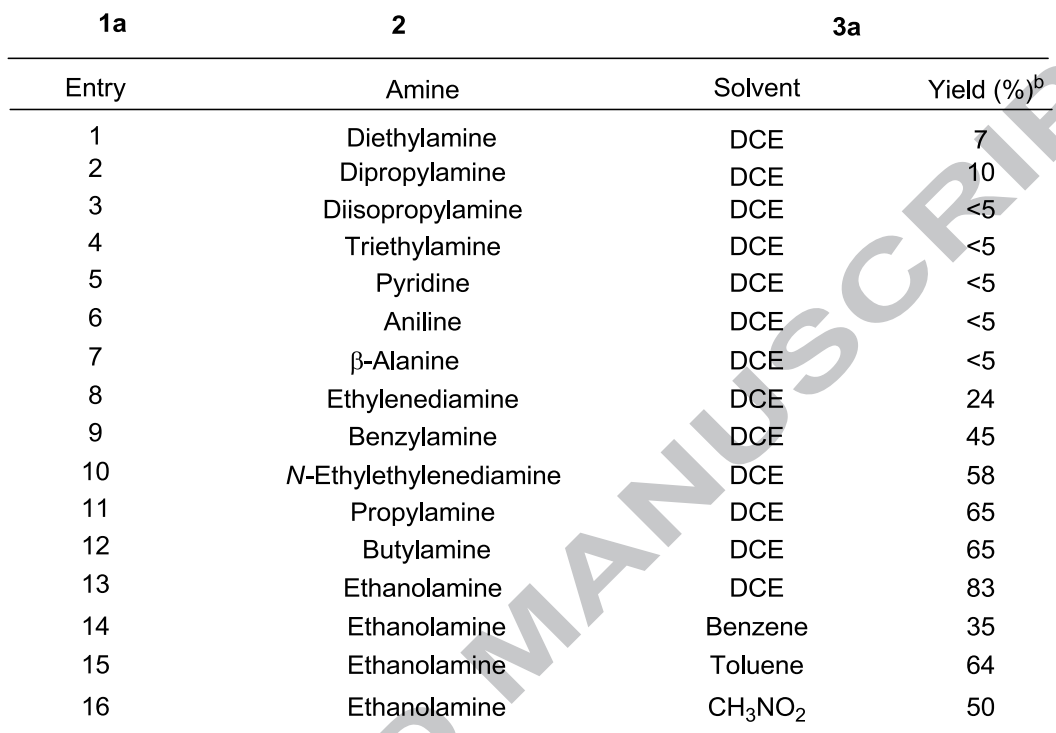 1a 2 3a
Entry Amine Solvent Yield (%)ᵇ
1 Diethylamine DCE 7
2 Dipropylamine DCE 10
3 Diisopropylamine DCE <5
4 Triethylamine DCE <5
5 Pyridine DCE <5
6 Aniline DCE <5
7 β-Alanine DCE <5
8 Ethylenediamine DCE 24
9 Benzylamine DCE 45
10 N-Ethylethylenediamine DCE 58
11 Propylamine DCE 65
12 Butylamine DCE 65
13 Ethanolamine DCE 83
14 Ethanolamine Benzene 35
15 Ethanolamine Toluene 64
16 Ethanolamine CH₃NO₂ 50
MANUSCRIP